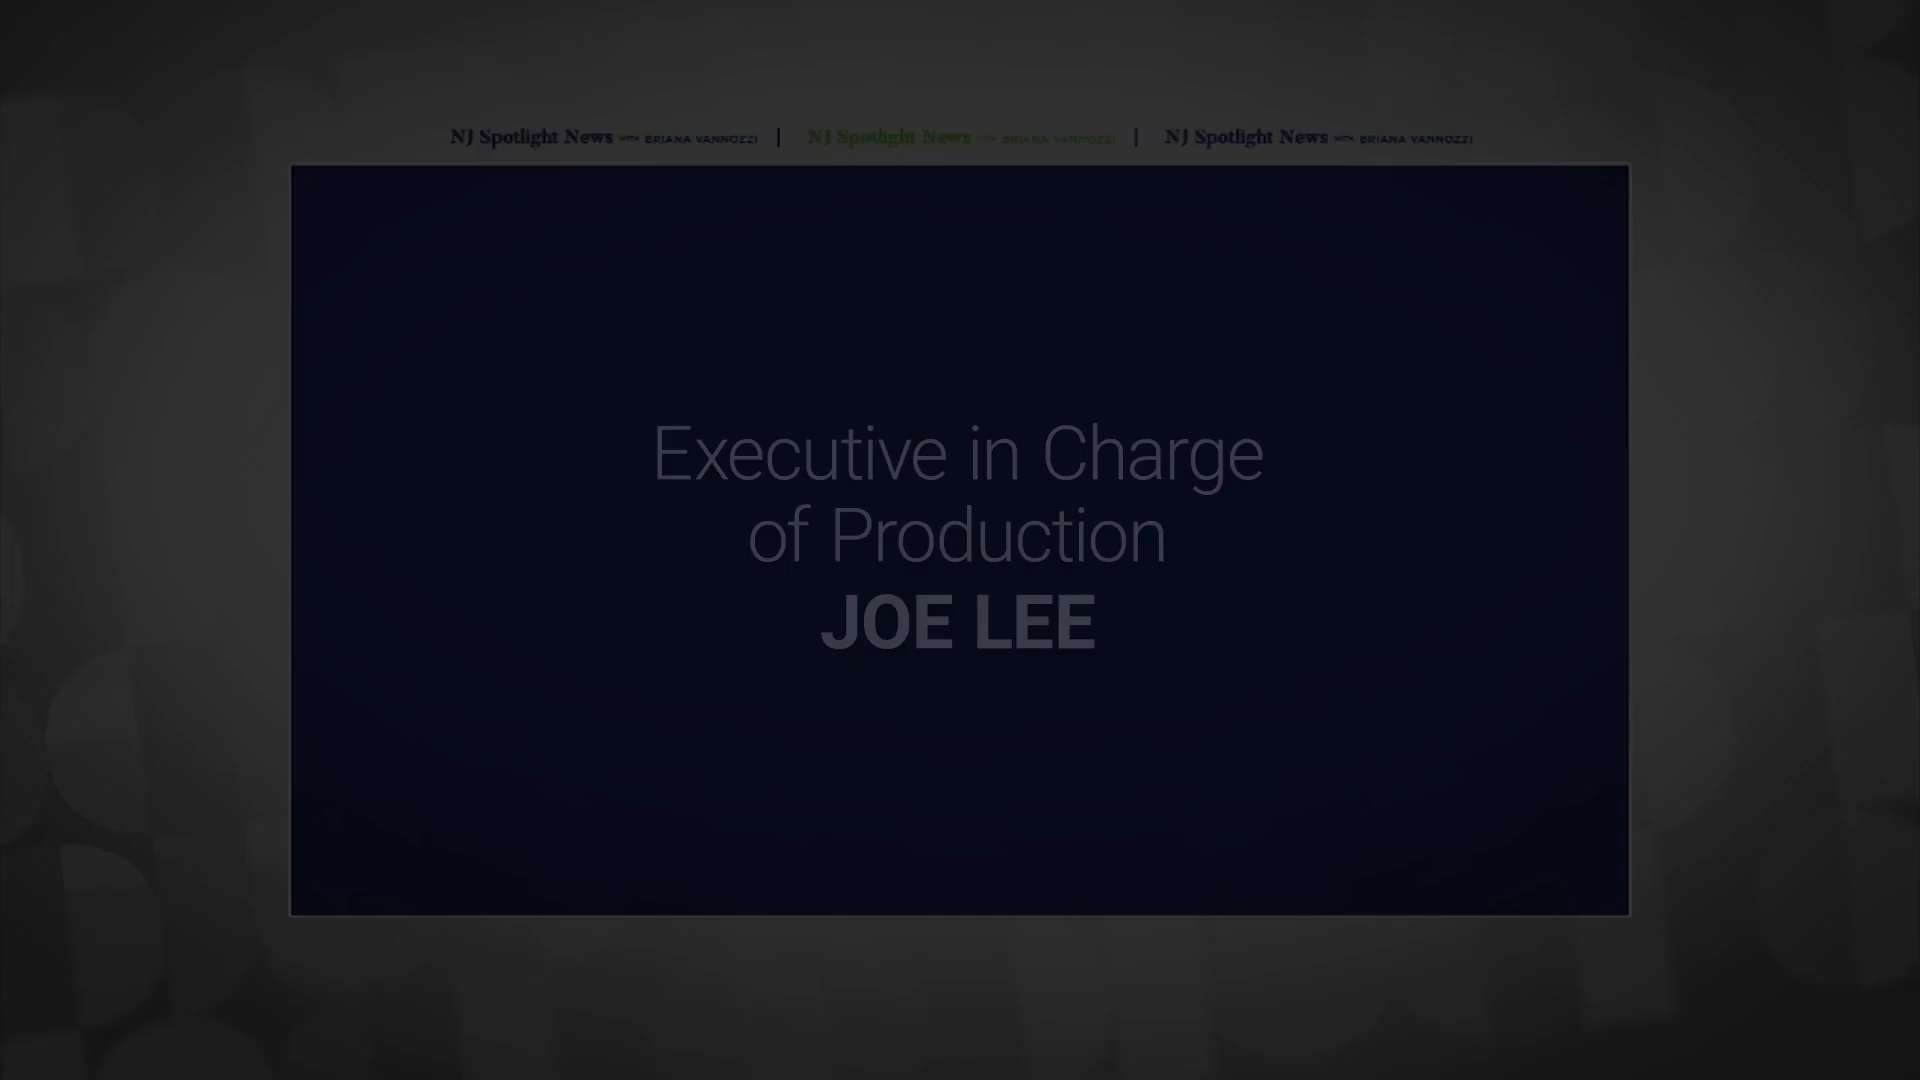 NJ Spotlight News WITH BRIANA VANNOZZI | NJ Spotlight News WITH BRIANA VANNOZZI | NJ Spotlight News WITH BRIANA VANNOZZI
Executive in Charge
of Production
JOE LEE